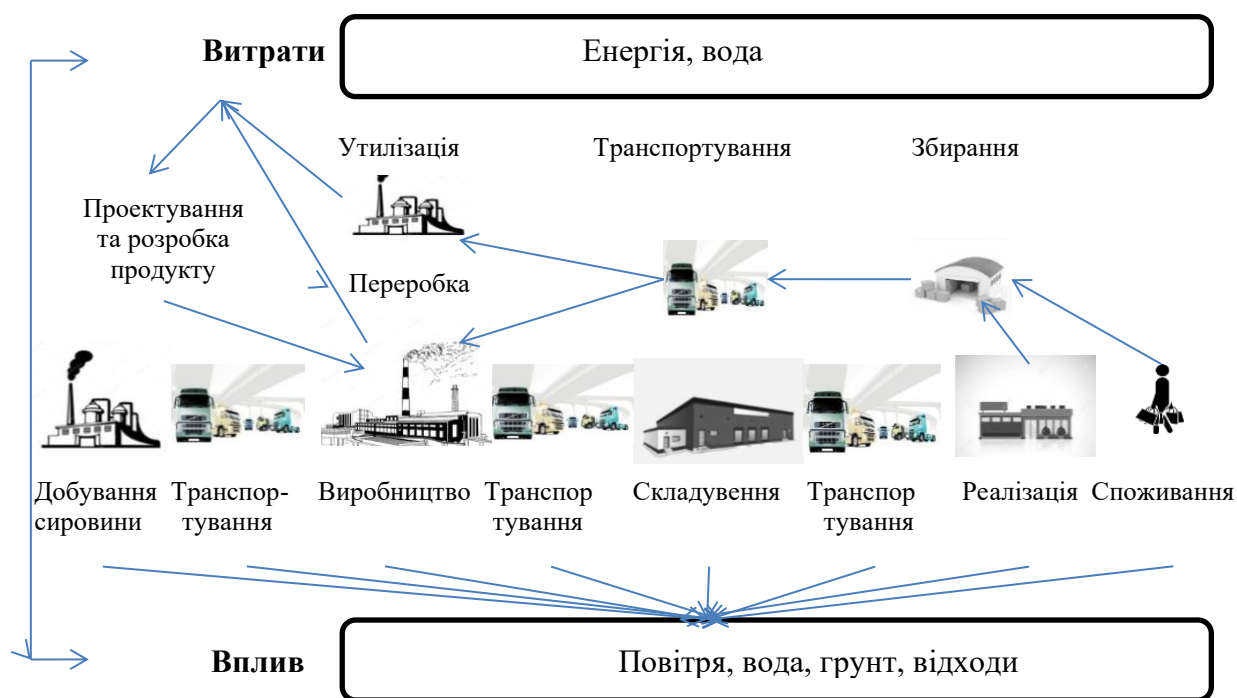 Витрати
Енергія, вода
Утилізація
Транспортування
Збирання
Проектування
та розробка
продукту
Переробка
Добування
сировини
Транспор-
тування
Виробництво
Транспор
тування
Складувення
Транспор
тування
Реалізація
Споживання
Вплив
Повітря, вода, грунт, відходи